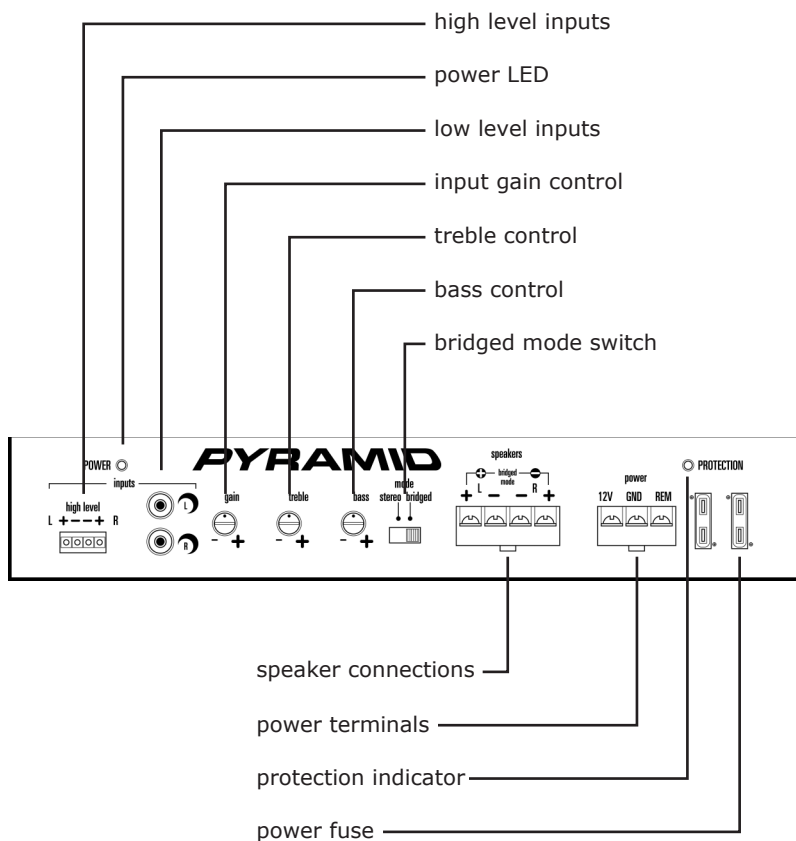 high level inputs
power LED
low level inputs
input gain control
treble control
bass control
bridged mode switch
POWER
PYRAMID
speakers
PROTECTION
inputs
mode
+ bridged mode −
power
high level
L
gain
treble
bass
stereo bridged
+ L − − R +
12V GND REM
L + − − + R
R
− +
− +
− +
speaker connections
power terminals
protection indicator
power fuse